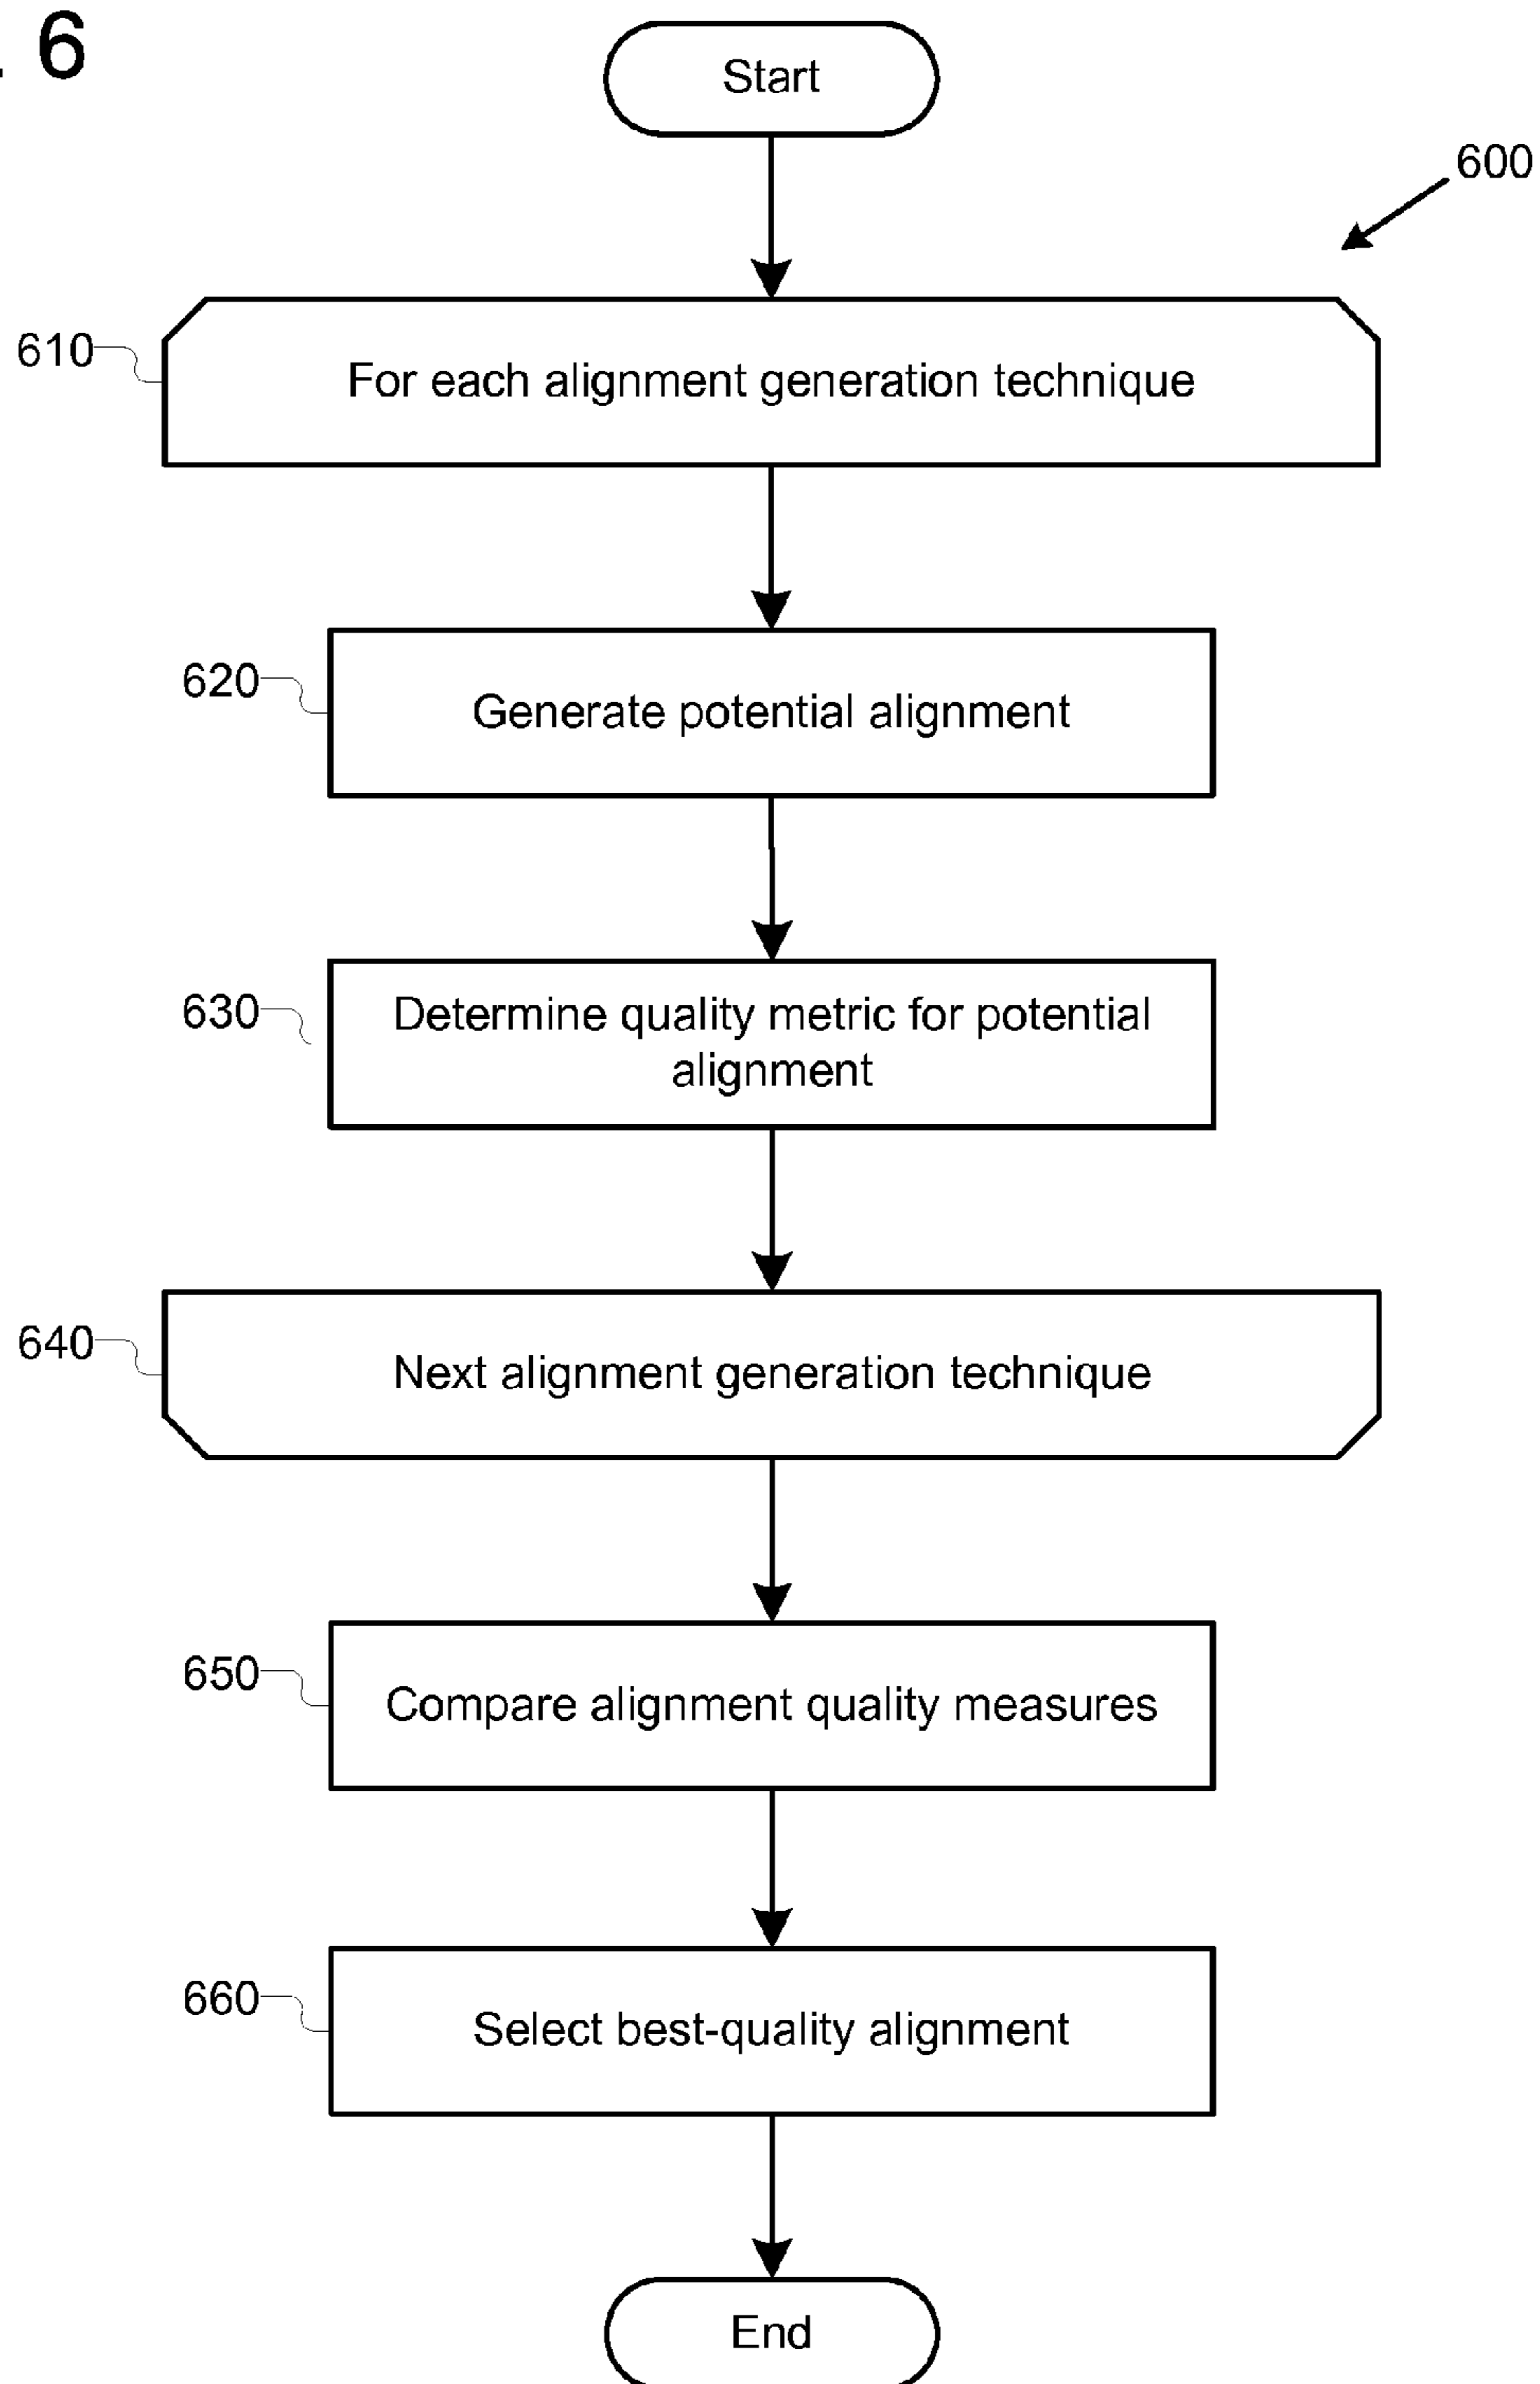 . 6
Start
600
610
For each alignment generation technique
620
Generate potential alignment
630
Determine quality metric for potential
alignment
640
Next alignment generation technique
650
Compare alignment quality measures
660
Select best-quality alignment
End